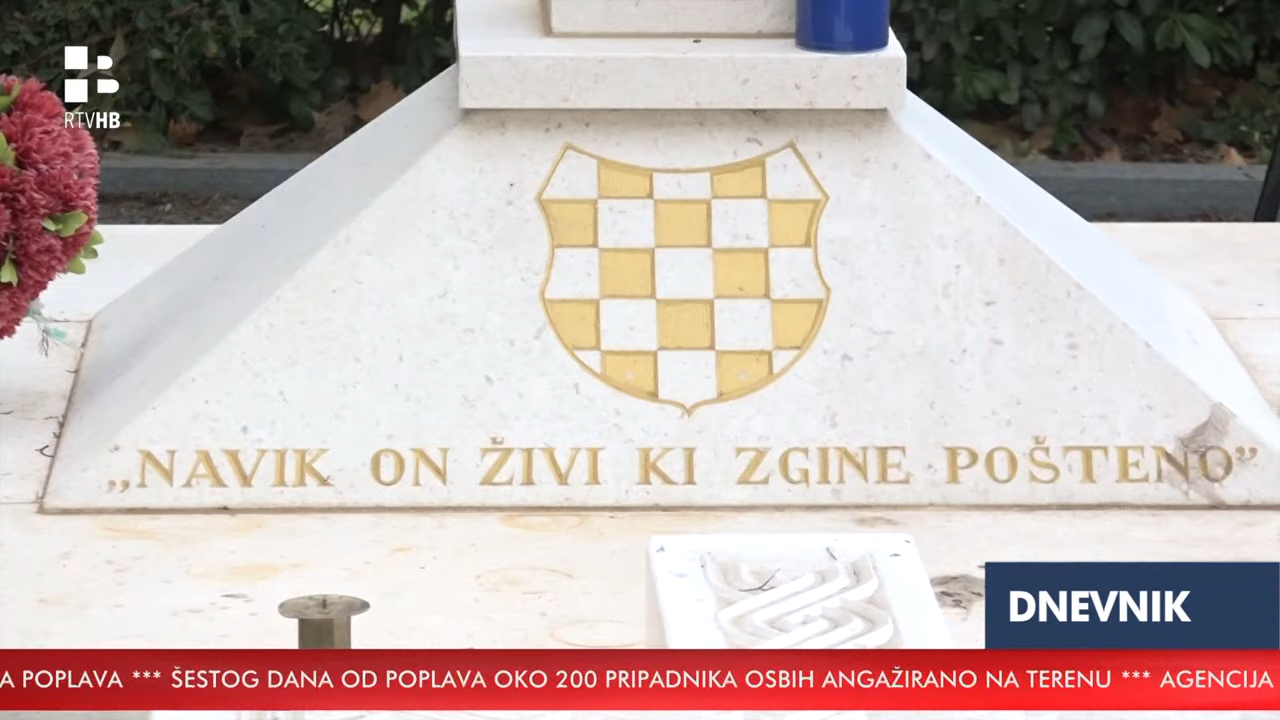 RTVHB
„NAVIK ON ŽIVI KI ZGINE POŠTENO”
DNEVNIK
A POPLAVA *** ŠESTOG DANA OD POPLAVA OKO 200 PRIPADNIKA OSBIH ANGAŽIRANO NA TERENU *** AGENCIJA